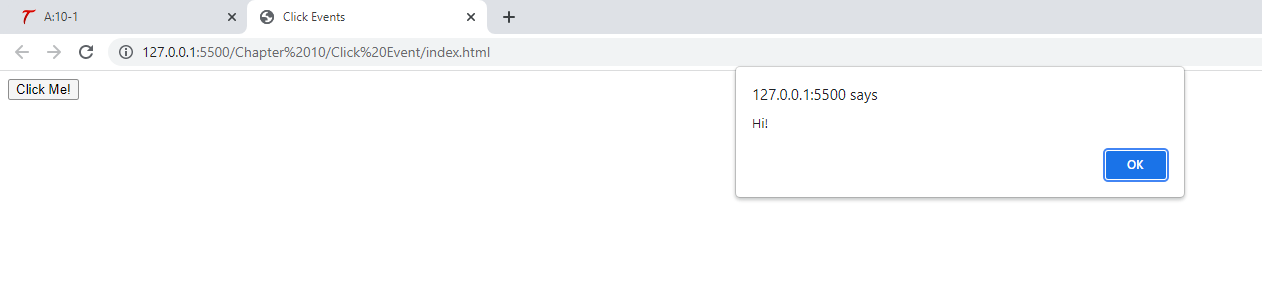 A:10-1
Click Events
127.0.0.1:5500/Chapter%2010/Click%20Event/index.html
Click Me!
127.0.0.1:5500 says
Hi!
OK